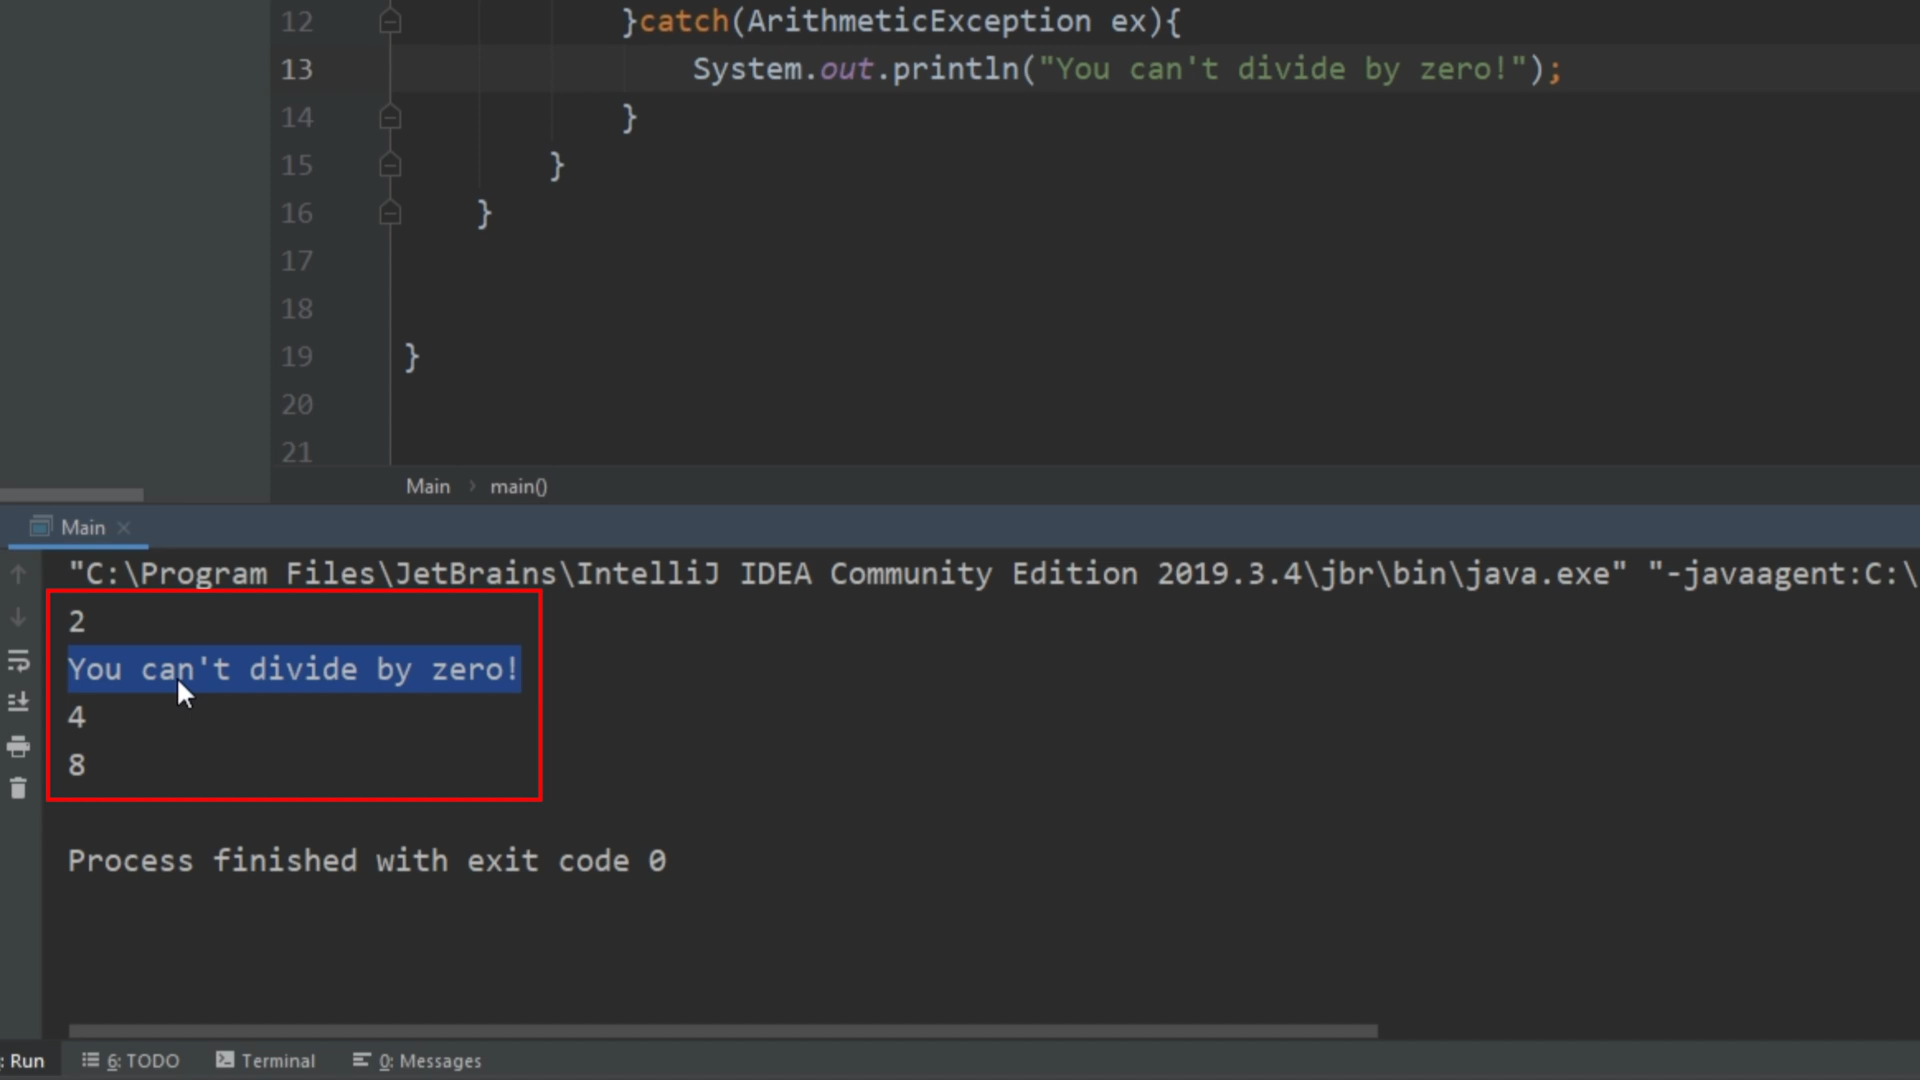 12 }catch(ArithmeticException ex){
13 System.out.println("You can't divide by zero!");
14 }
15 }
16 }
17
18
19 }
20
21
Main › main()
Main ×
"C:\Program Files\JetBrains\IntelliJ IDEA Community Edition 2019.3.4\jbr\bin\java.exe" "-javaagent:C:\
2
You can't divide by zero!
4
8
Process finished with exit code 0
: Run 6: TODO Terminal 0: Messages